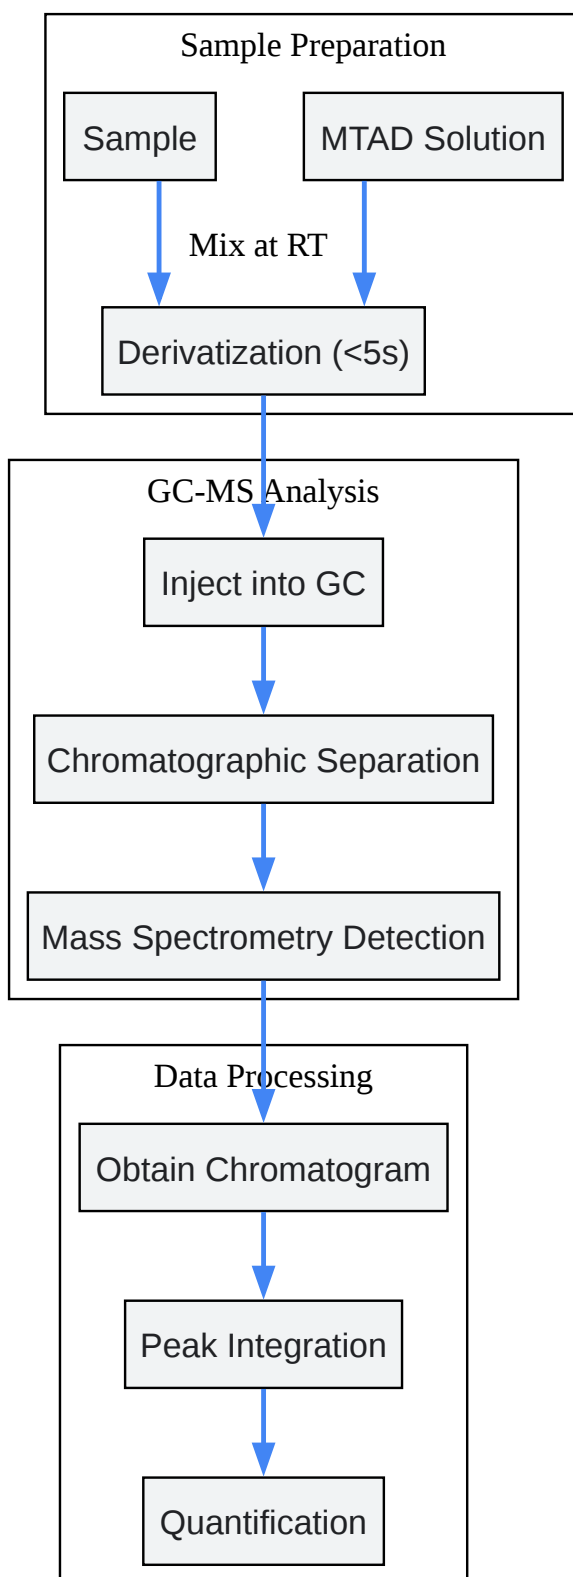 Sample Preparation
Sample
MTAD Solution
Mix at RT
Derivatization (<5s)
GC-MS Analysis
Inject into GC
Chromatographic Separation
Mass Spectrometry Detection
Data Processing
Obtain Chromatogram
Peak Integration
Quantification